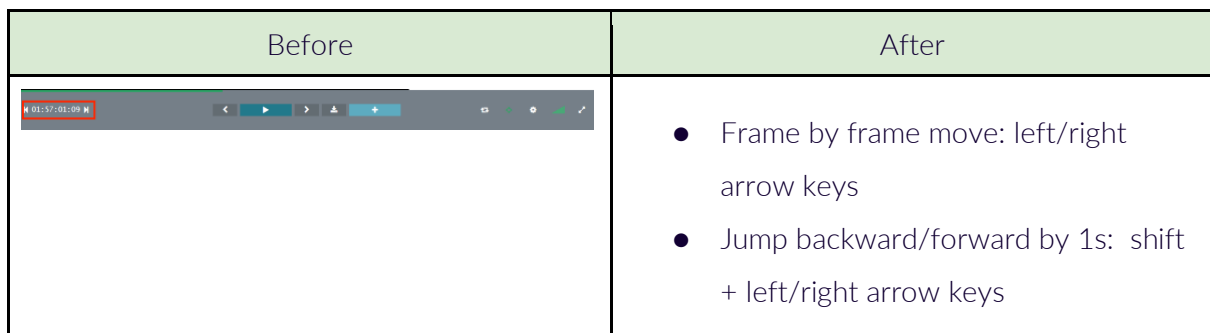 Before
After
01:57:01:09
Frame by frame move: left/right
arrow keys
Jump backward/forward by 1s: shift
+ left/right arrow keys